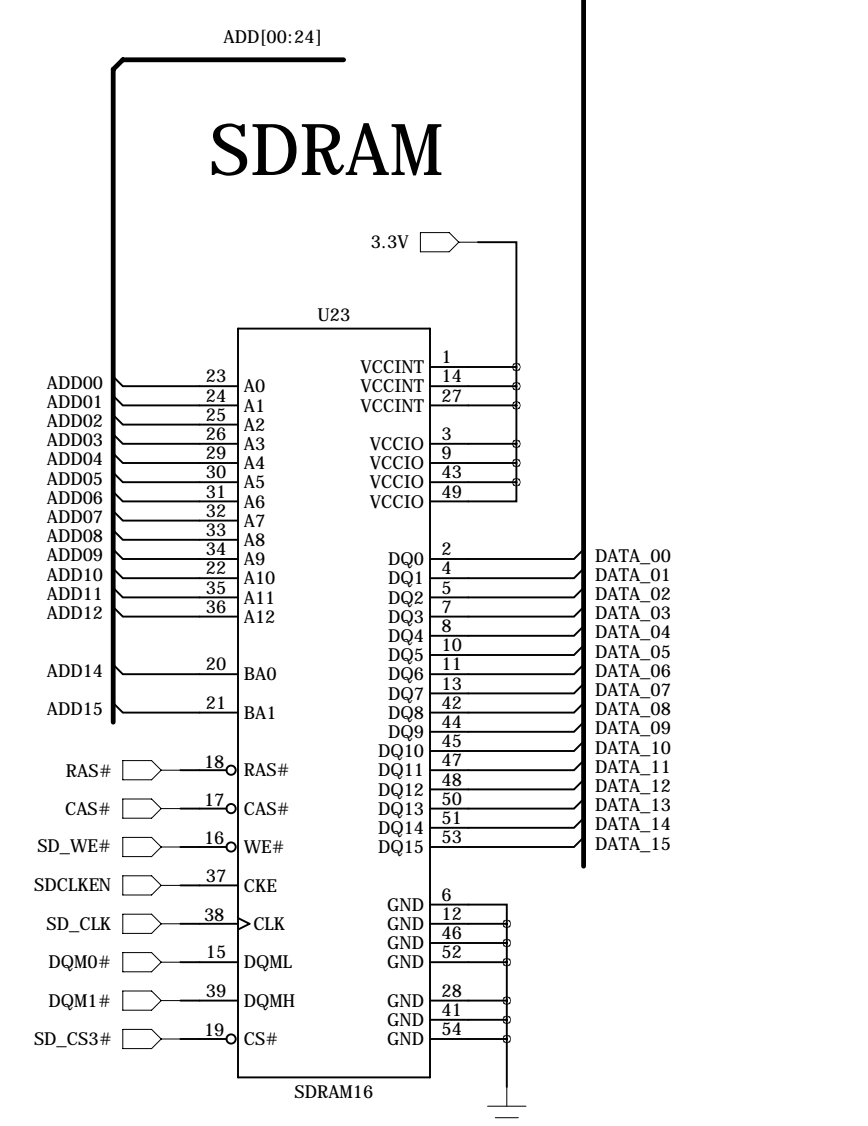 ADD[00:24]
SDRAM
3.3V
U23
ADD00 23 A0
ADD01 24 A1
ADD02 25 A2
ADD03 26 A3
ADD04 29 A4
ADD05 30 A5
ADD06 31 A6
ADD07 32 A7
ADD08 33 A8
ADD09 34 A9
ADD10 22 A10
ADD11 35 A11
ADD12 36 A12
ADD14 20 BA0
ADD15 21 BA1
RAS# 18 RAS#
CAS# 17 CAS#
SD_WE# 16 WE#
SDCLKEN 37 CKE
SD_CLK 38 CLK
DQM0# 15 DQML
DQM1# 39 DQMH
SD_CS3# 19 CS#
VCCINT 1
VCCINT 14
VCCINT 27
VCCIO 3
VCCIO 9
VCCIO 43
VCCIO 49
DQ0 2 DATA_00
DQ1 4 DATA_01
DQ2 5 DATA_02
DQ3 7 DATA_03
DQ4 8 DATA_04
DQ5 10 DATA_05
DQ6 11 DATA_06
DQ7 13 DATA_07
DQ8 42 DATA_08
DQ9 44 DATA_09
DQ10 45 DATA_10
DQ11 47 DATA_11
DQ12 48 DATA_12
DQ13 50 DATA_13
DQ14 51 DATA_14
DQ15 53 DATA_15
GND 6
GND 12
GND 46
GND 52
GND 28
GND 41
GND 54
SDRAM16